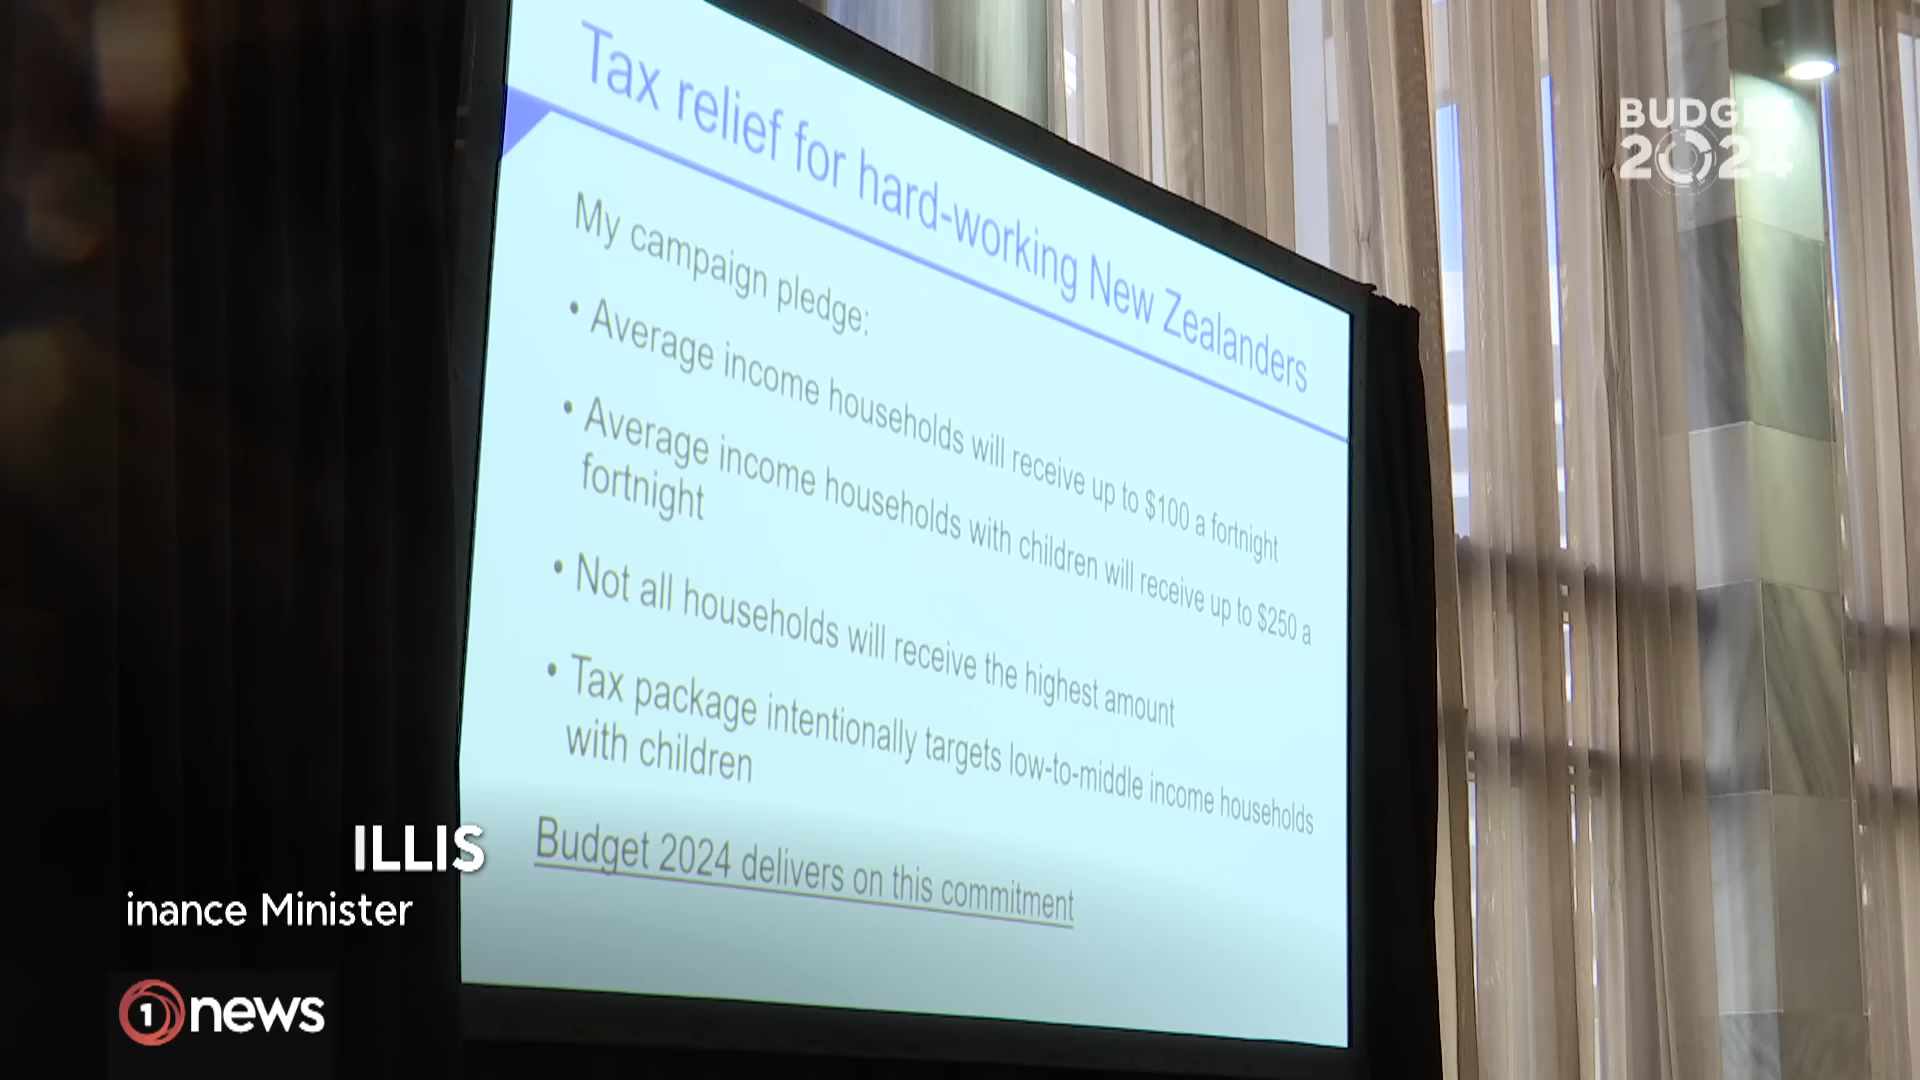 Tax relief for hard-working New Zealanders
My campaign pledge:
• Average income households will receive up to $100 a fortnight
• Average income households with children will receive up to $250 a
fortnight
• Not all households will receive the highest amount
• Tax package intentionally targets low-to-middle income households
with children
Budget 2024 delivers on this commitment
BUDGET
2024
ILLIS
inance Minister
1 news